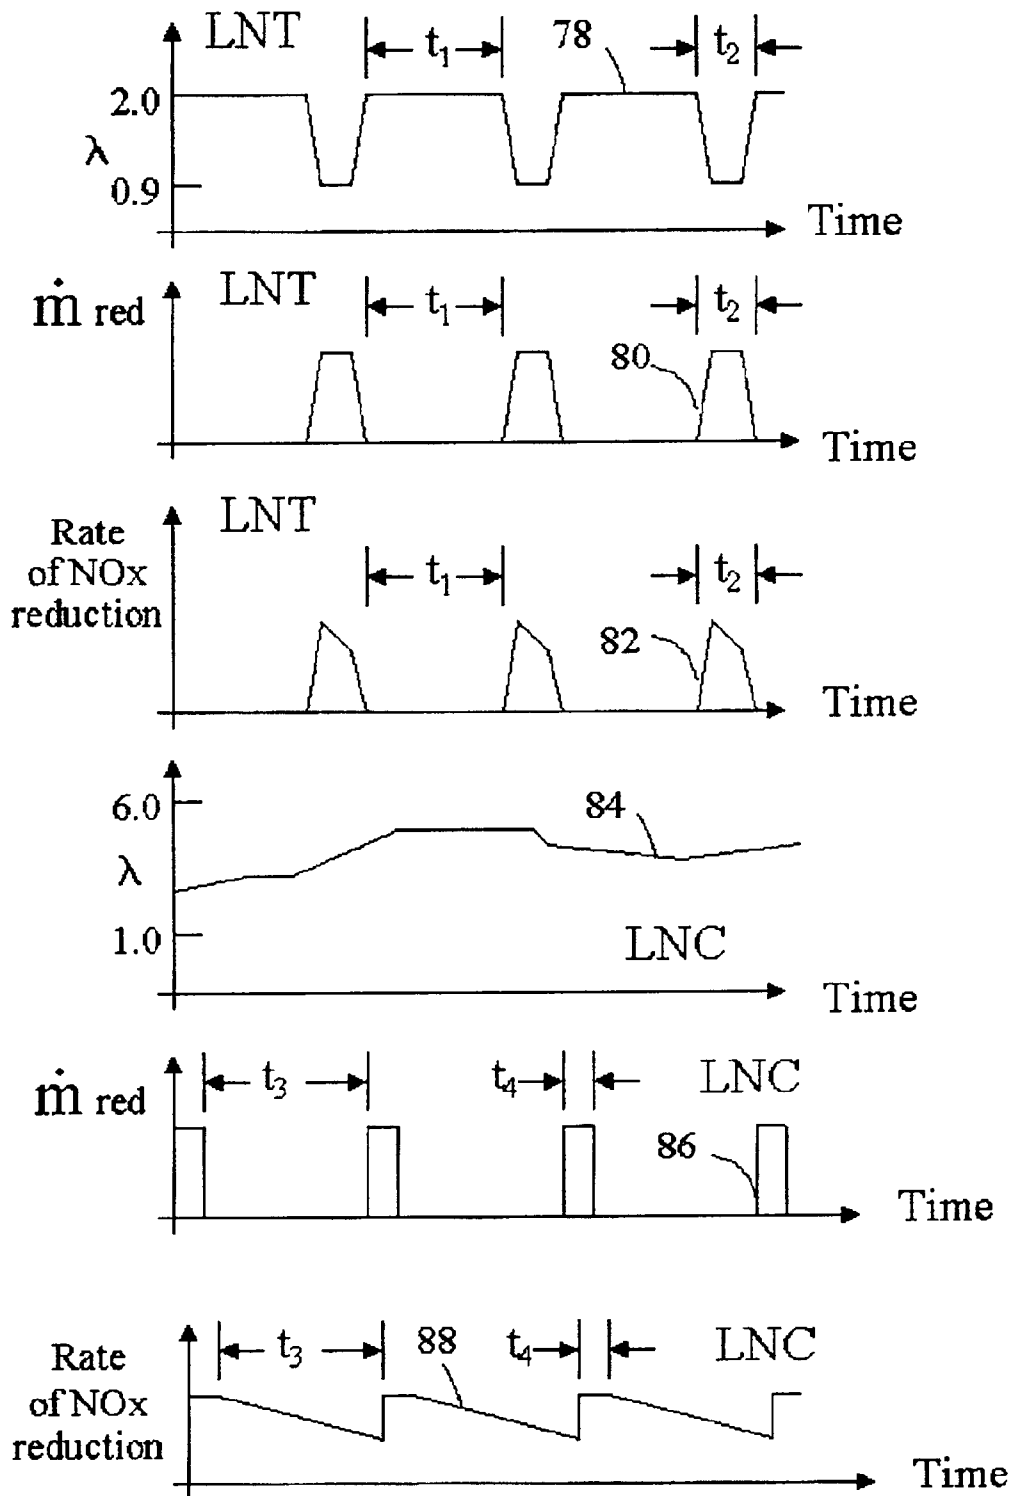 LNT
t1
78
t2
2.0
λ
0.9
Time
ṁ red
LNT
t1
t2
80
Time
LNT
Rate
of NOx
reduction
t1
t2
82
Time
6.0
84
λ
1.0
LNC
Time
ṁ red
t3
t4
LNC
86
Time
Rate
of NOx
reduction
t3
88
t4
LNC
Time